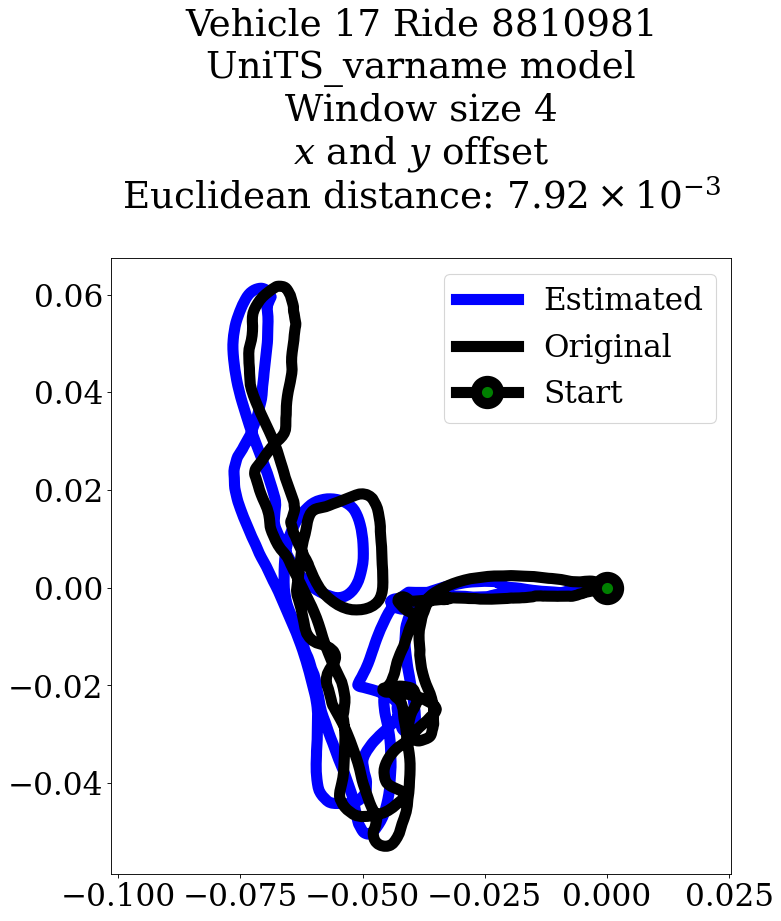 Vehicle 17 Ride 8810981
UniTS_varname model
Window size 4
x and y offset
Euclidean distance: 7.92 × 10⁻³
Estimated
Original
Start
0.06
0.04
0.02
0.00
−0.02
−0.04
−0.100 −0.075 −0.050 −0.025 0.000 0.025